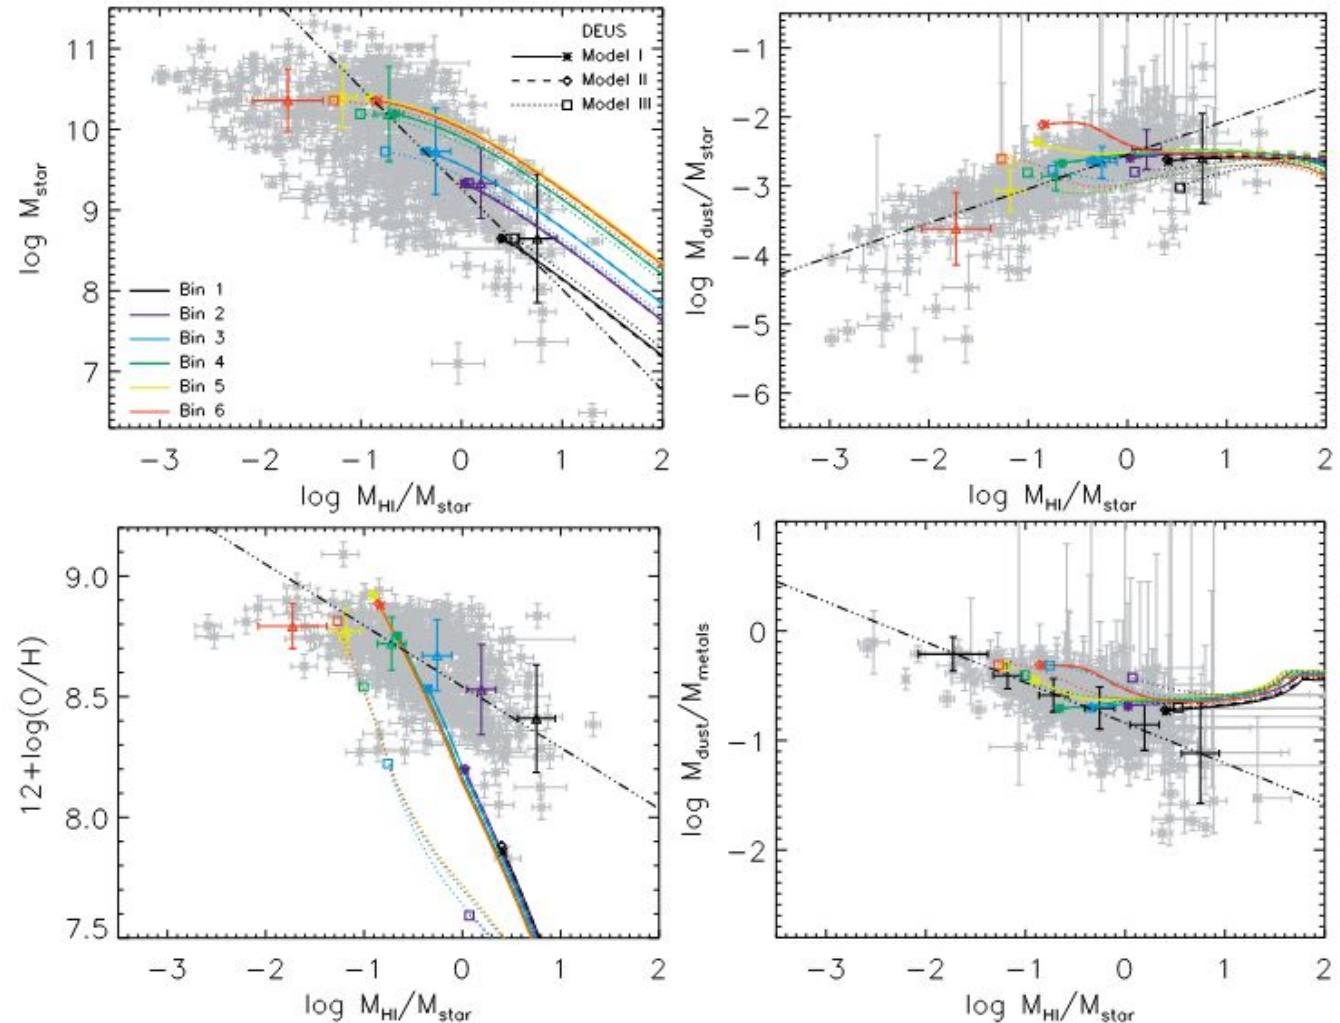 DEUS
Model I
Model II
Model III
11
10
9
8
7
log M_star
Bin 1
Bin 2
Bin 3
Bin 4
Bin 5
Bin 6
−3 −2 −1 0 1 2
log M_HI/M_star
−1
−2
−3
−4
−5
−6
log M_dust/M_star
−3 −2 −1 0 1 2
log M_HI/M_star
9.0
8.5
8.0
7.5
12+log(O/H)
−3 −2 −1 0 1 2
log M_HI/M_star
1
0
−1
−2
log M_dust/M_metals
−3 −2 −1 0 1 2
log M_HI/M_star